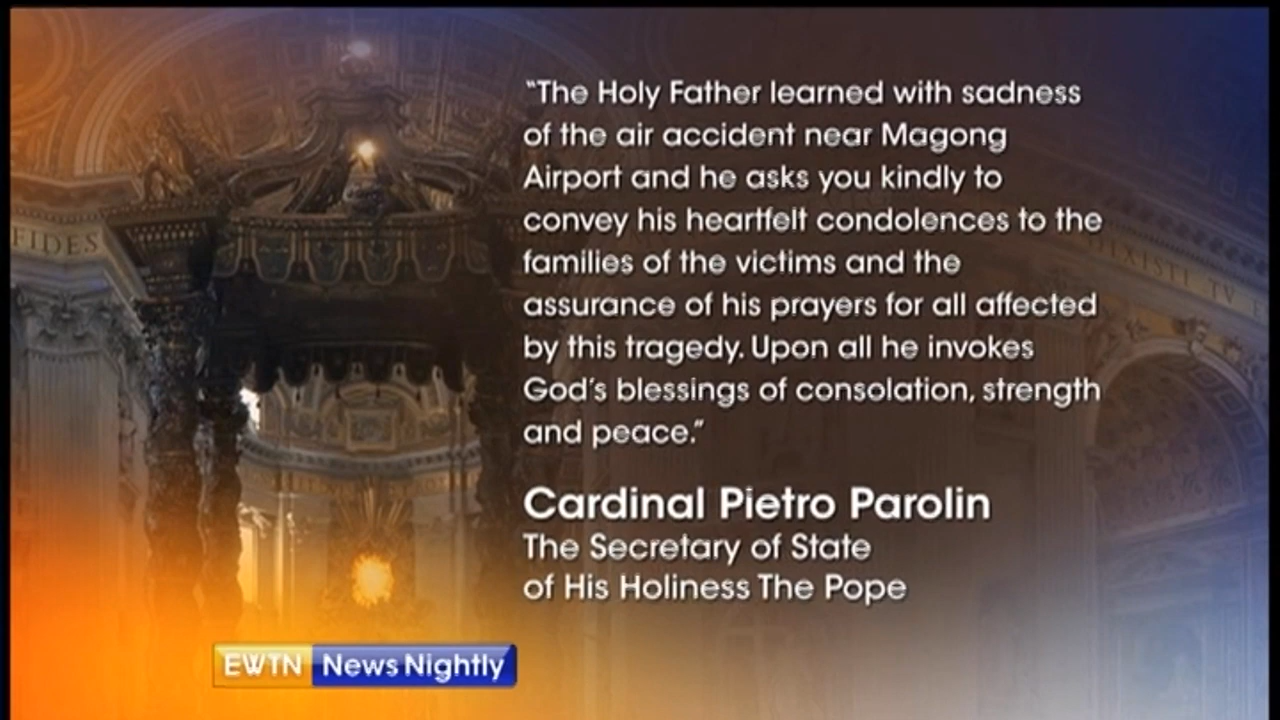 “The Holy Father learned with sadness
of the air accident near Magong
Airport and he asks you kindly to
convey his heartfelt condolences to the
families of the victims and the
assurance of his prayers for all affected
by this tragedy. Upon all he invokes
God's blessings of consolation, strength
and peace.”
Cardinal Pietro Parolin
The Secretary of State
of His Holiness The Pope
EWTN News Nightly
FIDES
DIXISTI TV